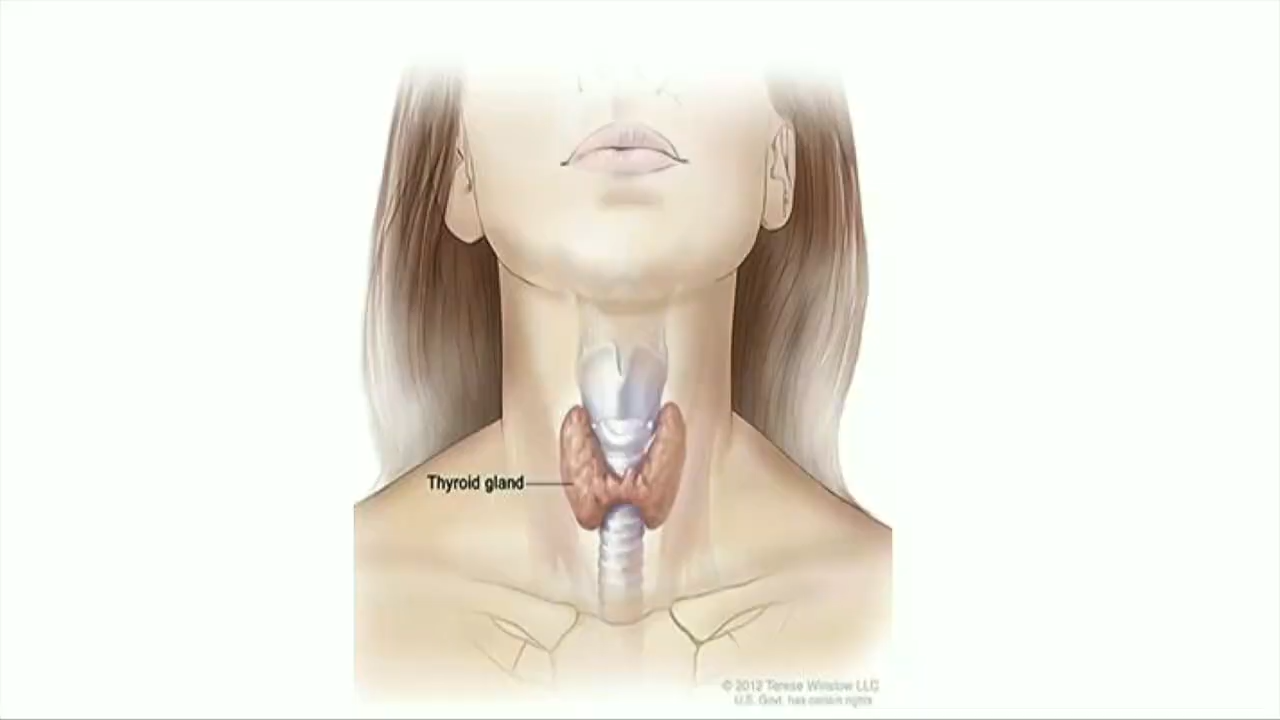 Thyroid gland
© 2012 Terese Winslow LLC
U.S. Govt. has certain rights